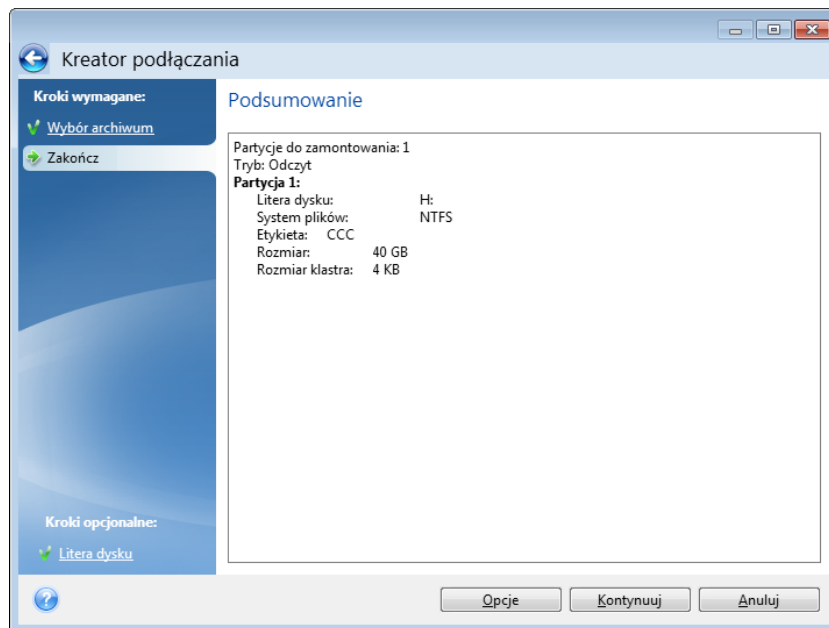 Kreator podłączania
Kroki wymagane:
Wybór archiwum
Zakończ
Podsumowanie
Partycje do zamontowania: 1
Tryb: Odczyt
Partycja 1:
Litera dysku: H:
System plików: NTFS
Etykieta: CCC
Rozmiar: 40 GB
Rozmiar klastra: 4 KB
Kroki opcjonalne:
Litera dysku
Opcje Kontynuuj Anuluj